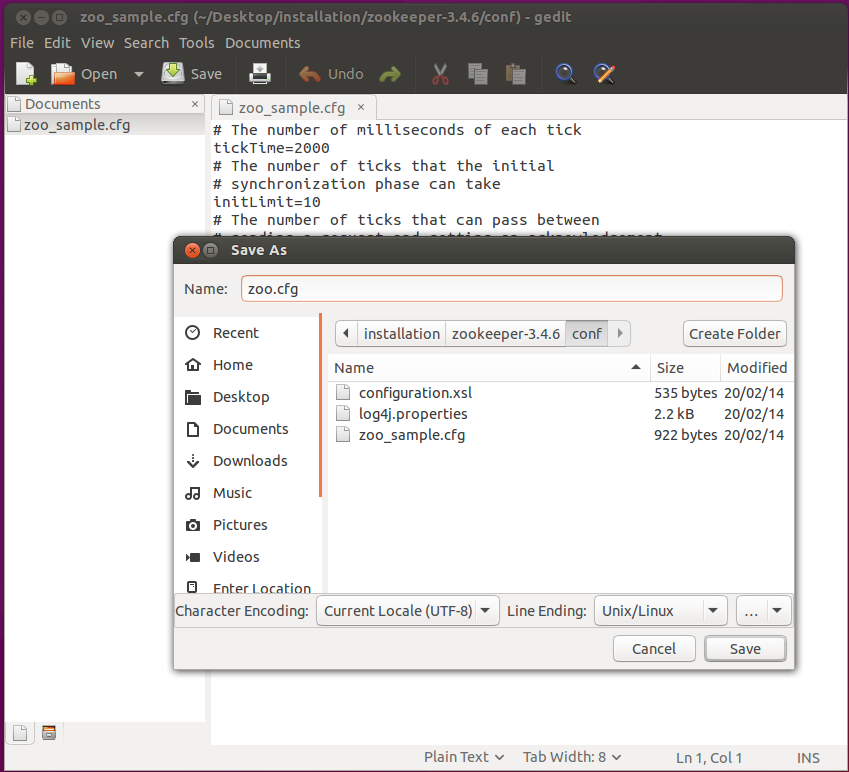 zoo_sample.cfg (~/Desktop/installation/zookeeper-3.4.6/conf) - gedit
File Edit View Search Tools Documents
Open Save Undo
Documents
zoo_sample.cfg
zoo_sample.cfg
# The number of milliseconds of each tick
tickTime=2000
# The number of ticks that the initial
# synchronization phase can take
initLimit=10
# The number of ticks that can pass between
Save As
Name: zoo.cfg
Recent
Home
Desktop
Documents
Downloads
Music
Pictures
Videos
Enter Location
installation zookeeper-3.4.6 conf Create Folder
Name Size Modified
configuration.xsl 535 bytes 20/02/14
log4j.properties 2.2 kB 20/02/14
zoo_sample.cfg 922 bytes 20/02/14
Character Encoding: Current Locale (UTF-8) Line Ending: Unix/Linux ...
Cancel Save
Plain Text Tab Width: 8 Ln 1, Col 1 INS